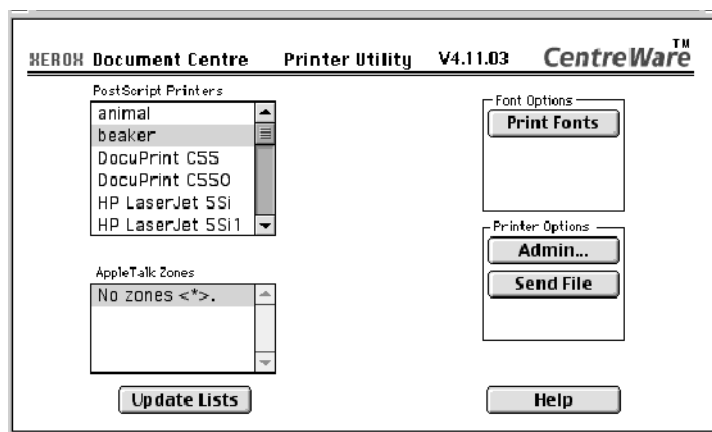 XEROX Document Centre Printer Utility V4.11.03 CentreWare™
PostScript Printers
animal
beaker
DocuPrint C55
DocuPrint C550
HP LaserJet 5Si
HP LaserJet 5Si1
AppleTalk Zones
No zones <*>.
Update Lists
Font Options
Print Fonts
Printer Options
Admin...
Send File
Help